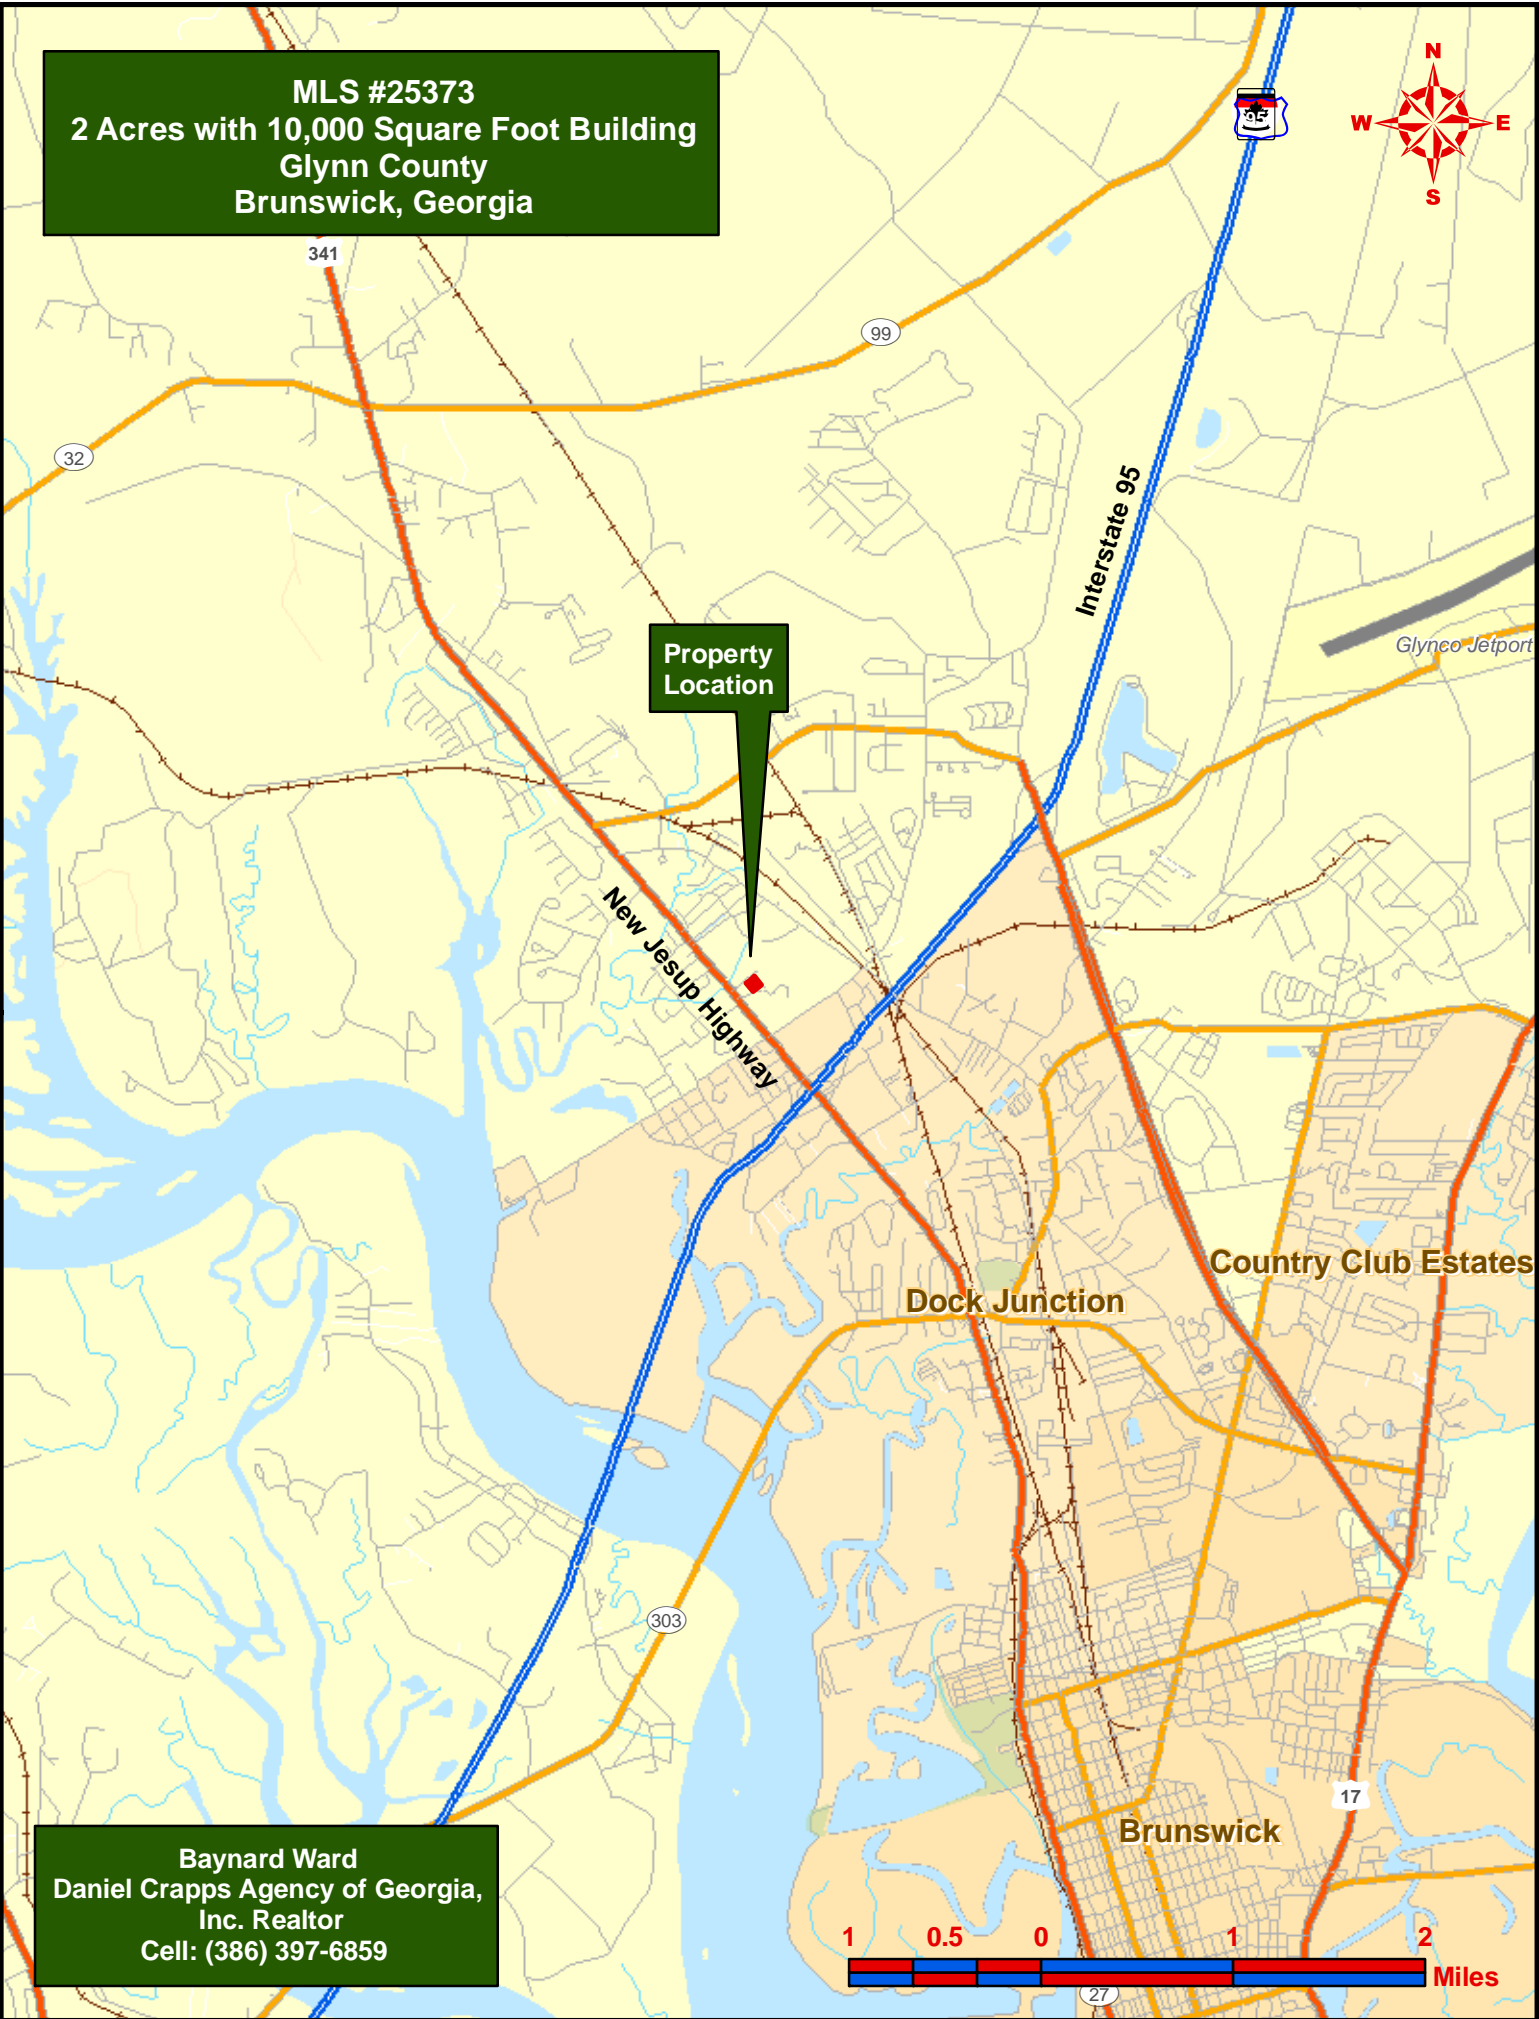 MLS #25373
2 Acres with 10,000 Square Foot Building
Glynn County
Brunswick, Georgia
N
W
E
S
95
341
99
32
Interstate 95
Glynco Jetport
Property
Location
New Jesup Highway
Country Club Estates
Dock Junction
303
17
Brunswick
Baynard Ward
Daniel Crapps Agency of Georgia,
Inc. Realtor
Cell: (386) 397-6859
1 0.5 0 1 2
Miles
27